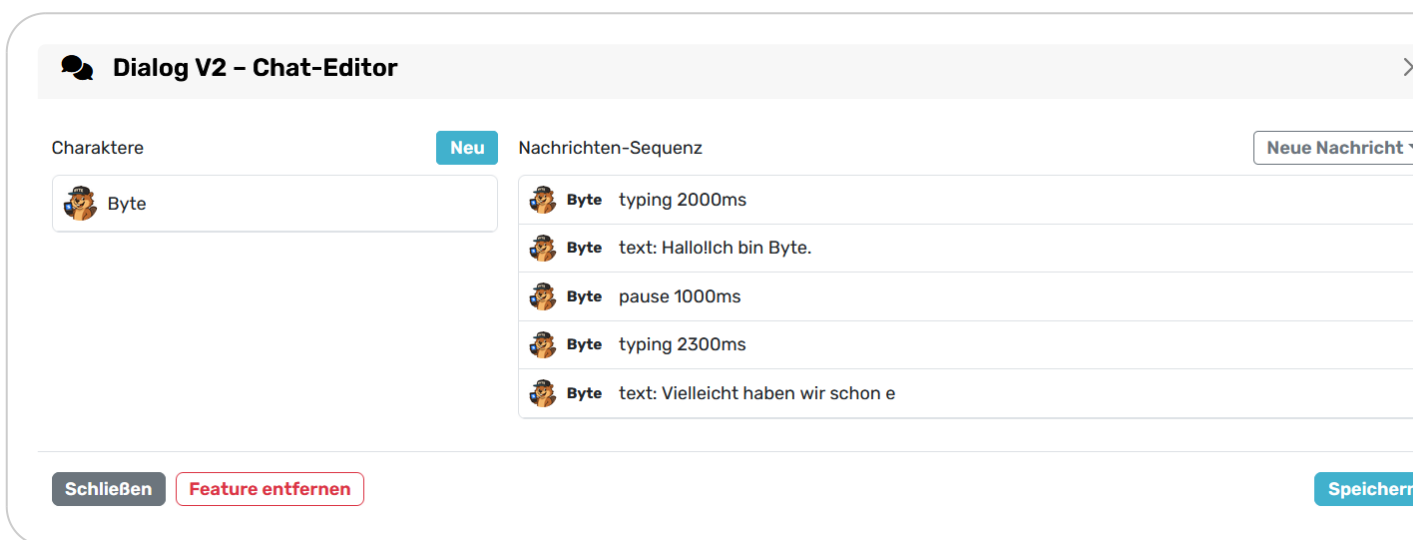 Dialog V2 – Chat-Editor
Charaktere
Neu
Byte
Nachrichten-Sequenz
Neue Nachricht
Byte typing 2000ms
Byte text: Hallo!Ich bin Byte.
Byte pause 1000ms
Byte typing 2300ms
Byte text: Vielleicht haben wir schon e
Schließen
Feature entfernen
Speichern